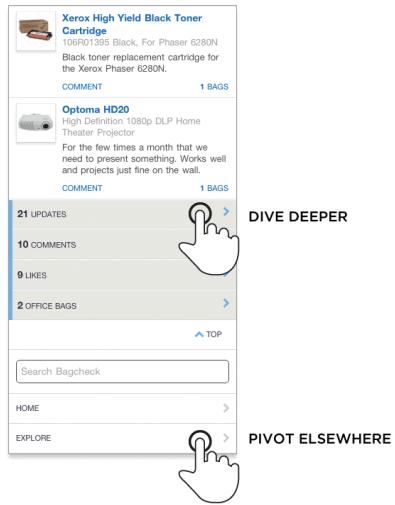 Xerox High Yield Black Toner
Cartridge
106R01395 Black, For Phaser 6280N
Black toner replacement cartridge for
the Xerox Phaser 6280N.
COMMENT 1 BAGS
Optoma HD20
High Definition 1080p DLP Home
Theater Projector
For the few times a month that we
need to present something. Works well
and projects just fine on the wall.
COMMENT 1 BAGS
21 UPDATES
DIVE DEEPER
10 COMMENTS
9 LIKES
2 OFFICE BAGS
TOP
Search Bagcheck
HOME
EXPLORE
PIVOT ELSEWHERE